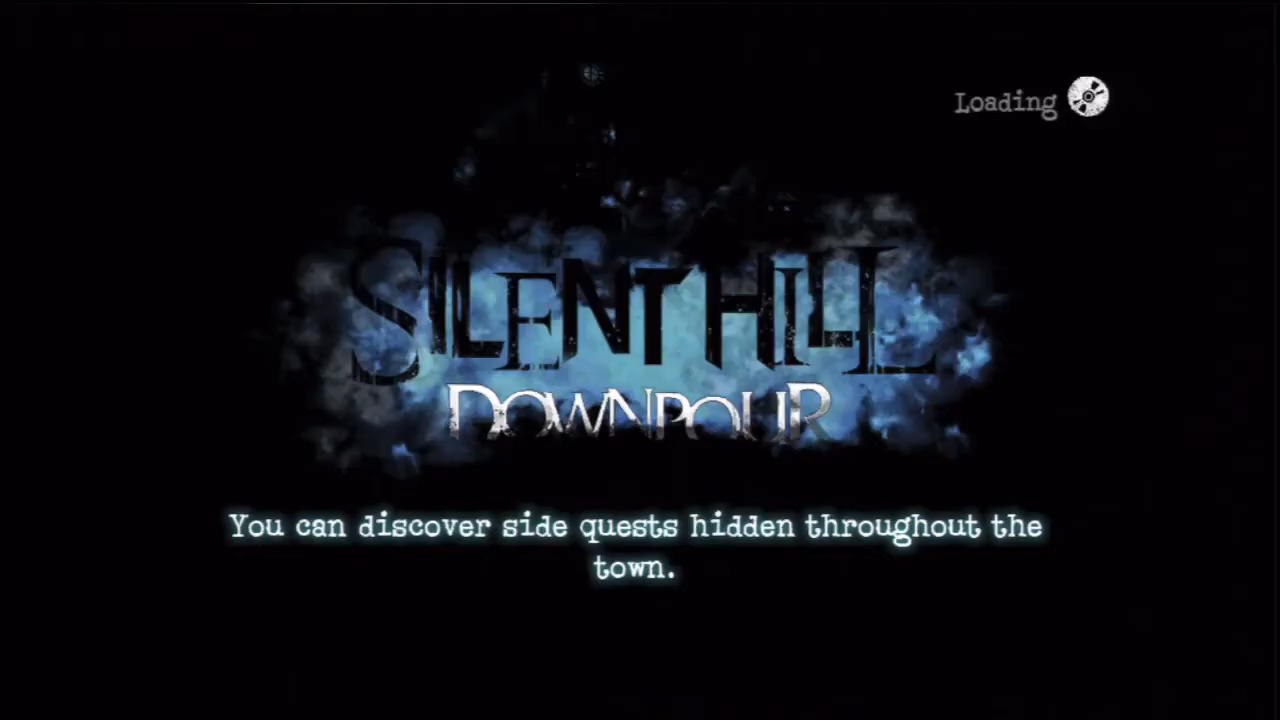 Loading
SILENT HILL
DOWNPOUR
You can discover side quests hidden throughout the
town.